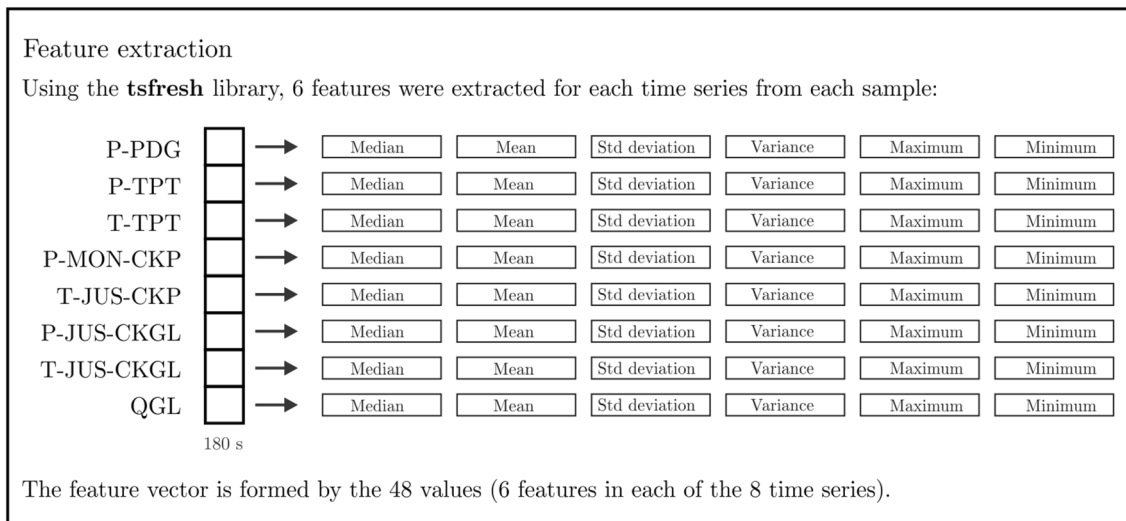 Feature extraction
Using the tsfresh library, 6 features were extracted for each time series from each sample:
P-PDG Median Mean Std deviation Variance Maximum Minimum
P-TPT Median Mean Std deviation Variance Maximum Minimum
T-TPT Median Mean Std deviation Variance Maximum Minimum
P-MON-CKP Median Mean Std deviation Variance Maximum Minimum
T-JUS-CKP Median Mean Std deviation Variance Maximum Minimum
P-JUS-CKGL Median Mean Std deviation Variance Maximum Minimum
T-JUS-CKGL Median Mean Std deviation Variance Maximum Minimum
QGL Median Mean Std deviation Variance Maximum Minimum
180 s
The feature vector is formed by the 48 values (6 features in each of the 8 time series).